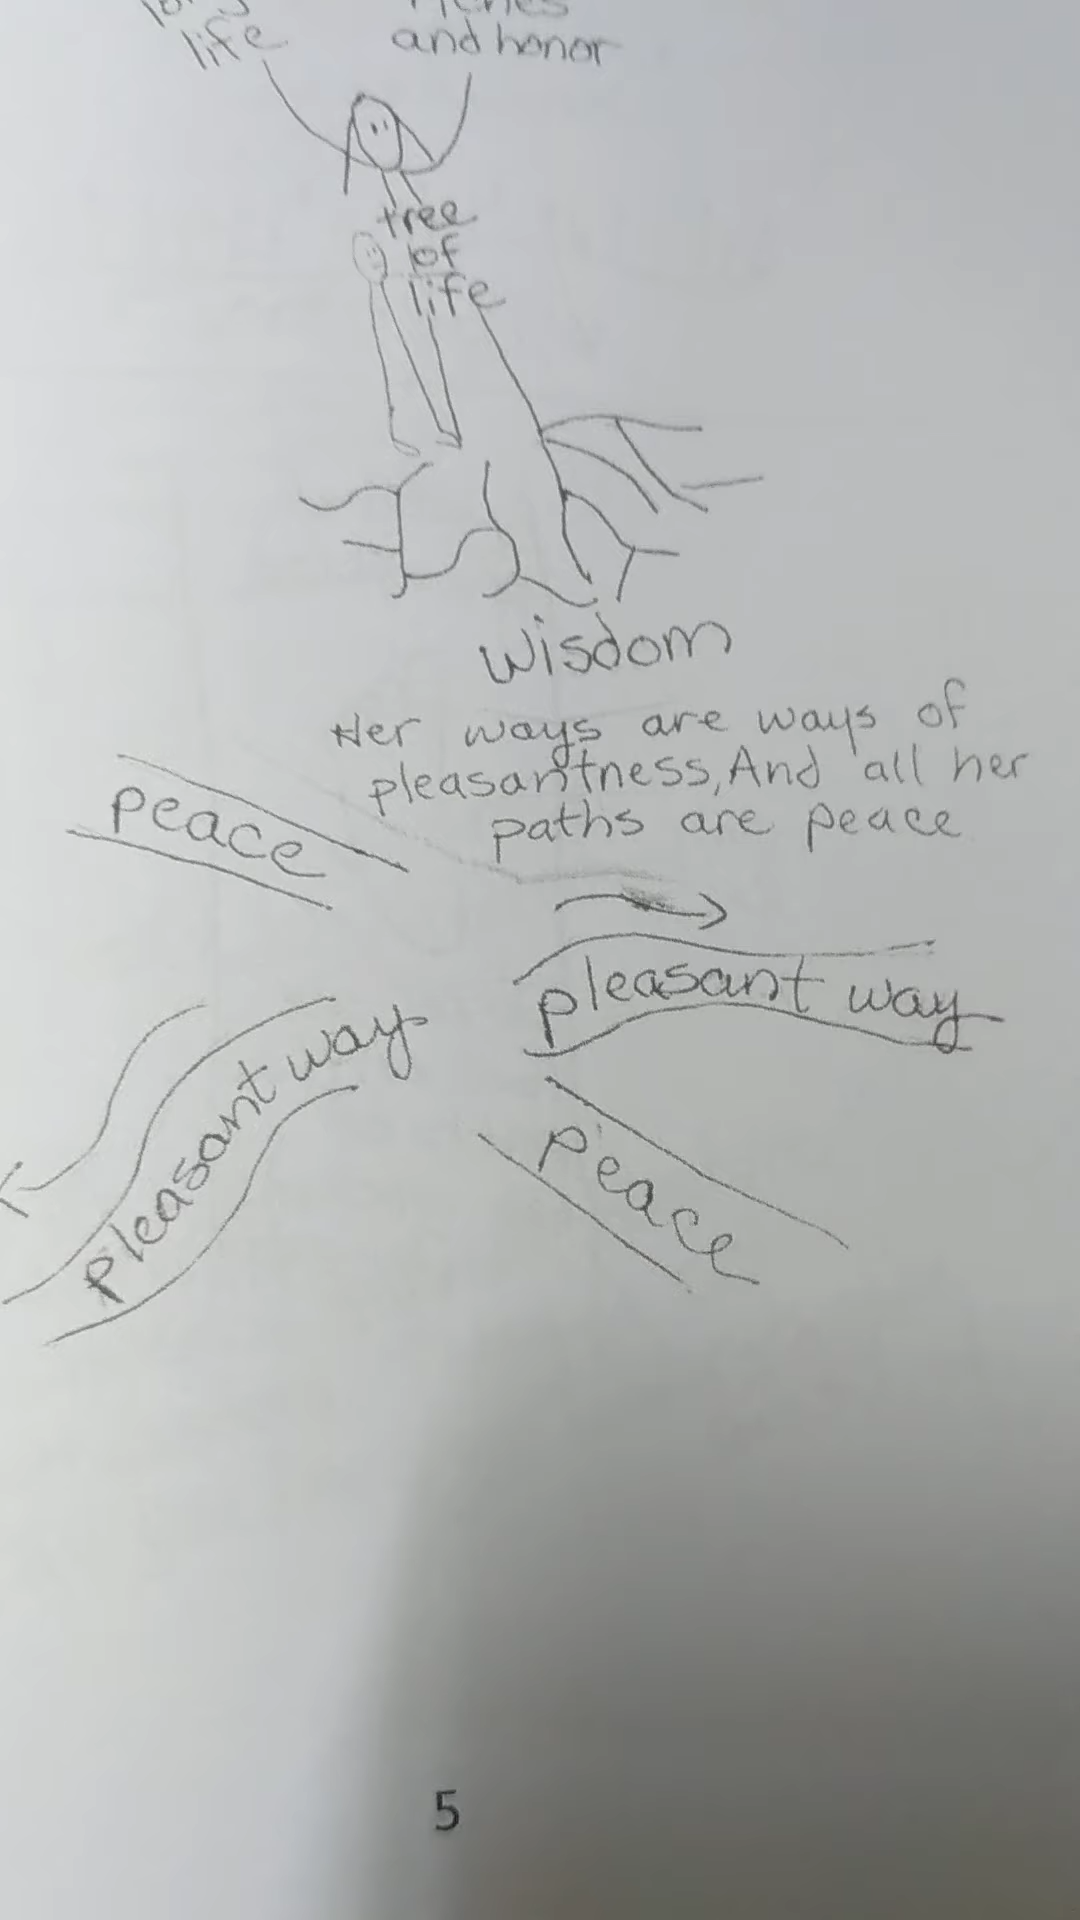 life
and honor
tree
of
life
Wisdom
Her ways are ways of
pleasantness, And all her
paths are peace
peace
pleasant way
pleasant way
peace
5